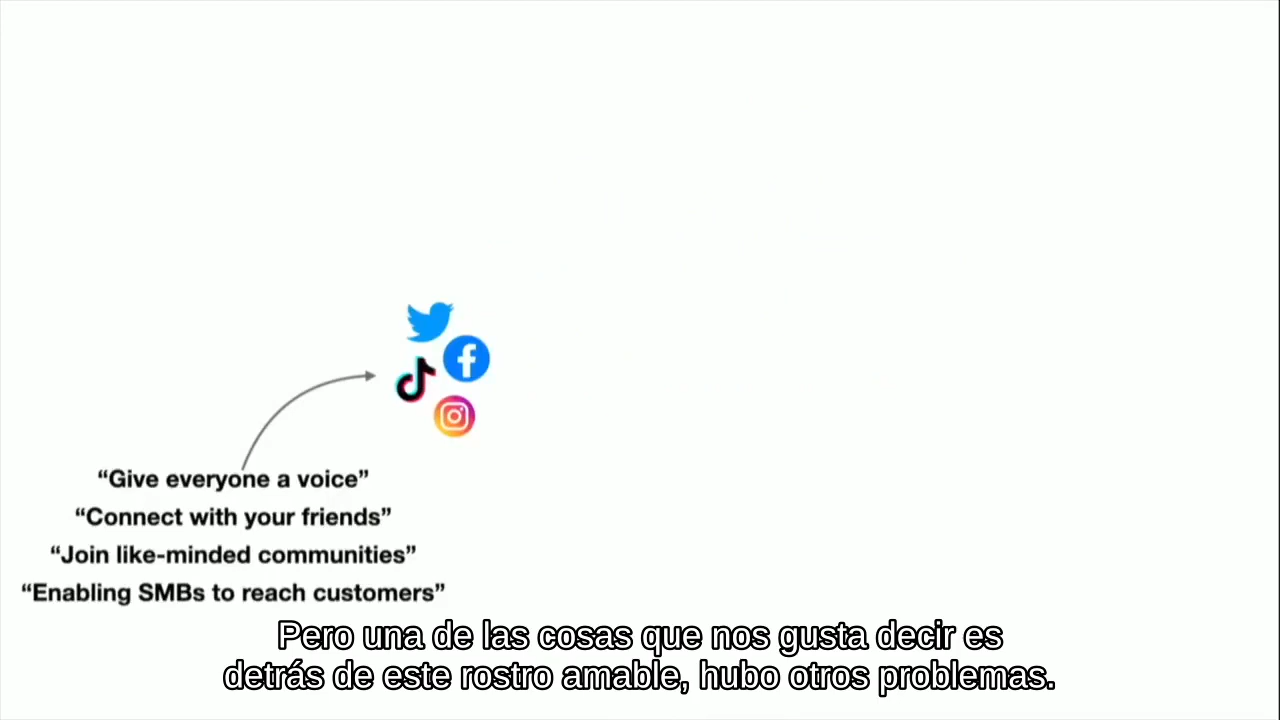 “Give everyone a voice”
“Connect with your friends”
“Join like-minded communities”
“Enabling SMBs to reach customers”
Pero una de las cosas que nos gusta decir es
detrás de este rostro amable, hubo otros problemas.